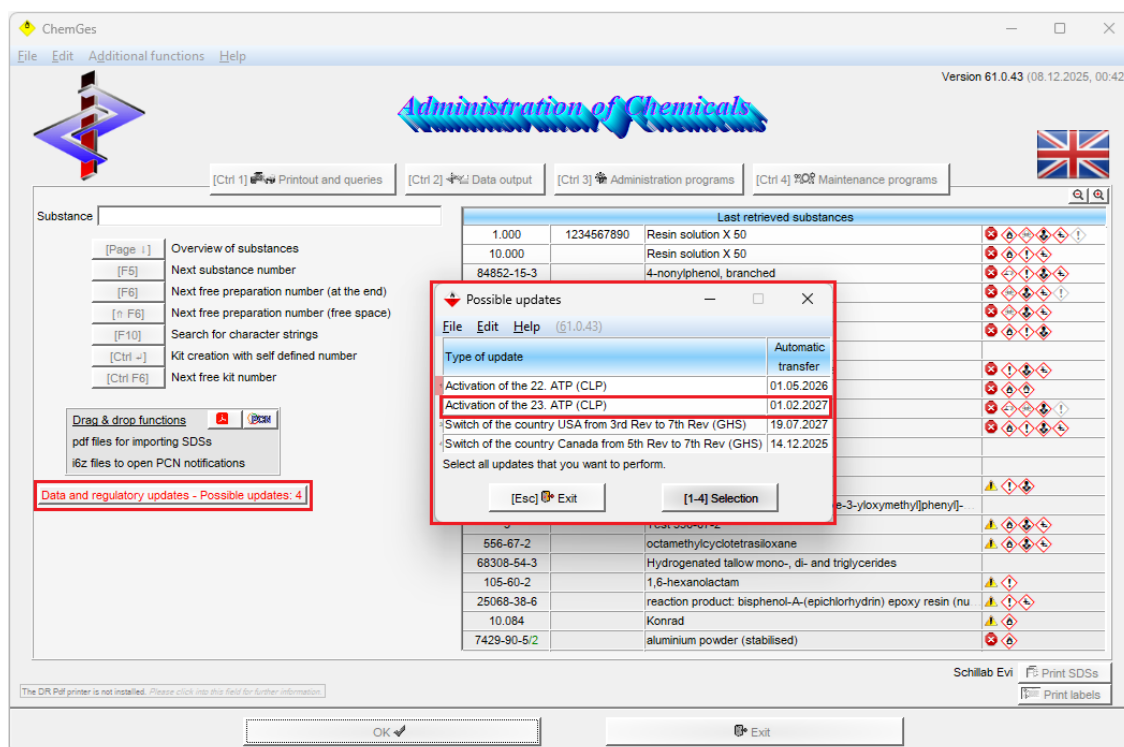 ChemGes
File Edit Additional functions Help
Version 61.0.43 (08.12.2025, 00:42
Administration of Chemicals
[Ctrl 1] Printout and queries
[Ctrl 2] Data output
[Ctrl 3] Administration programs
[Ctrl 4] Maintenance programs
Substance
[Page ↓] Overview of substances
[F5] Next substance number
[F6] Next free preparation number (at the end)
[⇑ F6] Next free preparation number (free space)
[F10] Search for character strings
[Ctrl ↵] Kit creation with self defined number
[Ctrl F6] Next free kit number
Drag & drop functions PCN
pdf files for importing SDSs
i6z files to open PCN notifications
Data and regulatory updates - Possible updates: 4
Last retrieved substances
1.000 1234567890 Resin solution X 50
10.000 Resin solution X 50
84852-15-3 4-nonylphenol, branched
Possible updates
File Edit Help (61.0.43)
Type of update Automatic transfer
Activation of the 22. ATP (CLP) 01.05.2026
Activation of the 23. ATP (CLP) 01.02.2027
Switch of the country USA from 3rd Rev to 7th Rev (GHS) 19.07.2027
Switch of the country Canada from 5th Rev to 7th Rev (GHS) 14.12.2025
Select all updates that you want to perform.
[Esc] Exit
[1-4] Selection
e-3-yloxymethyl]phenyl]-
556-67-2 octamethylcyclotetrasiloxane
68308-54-3 Hydrogenated tallow mono-, di- and triglycerides
105-60-2 1,6-hexanolactam
25068-38-6 reaction product: bisphenol-A-(epichlorhydrin) epoxy resin (nu
10.084 Konrad
7429-90-5/2 aluminium powder (stabilised)
Schillab Evi
Print SDSs
Print labels
The DR Pdf printer is not installed. Please click into this field for further information.
OK
Exit